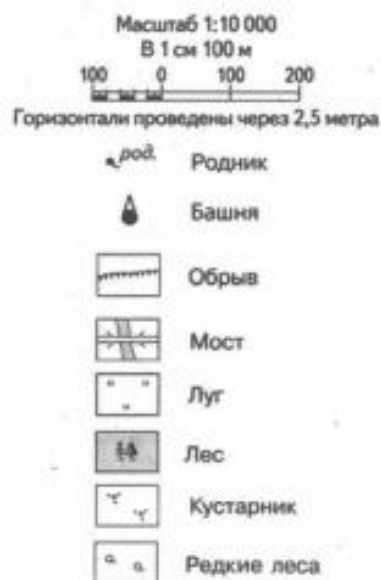 Масштаб 1:10 000
В 1 см 100 м
100 0 100 200
Горизонтали проведены через 2,5 метра
род. Родник
Башня
Обрыв
Мост
Луг
Лес
Кустарник
Редкие леса